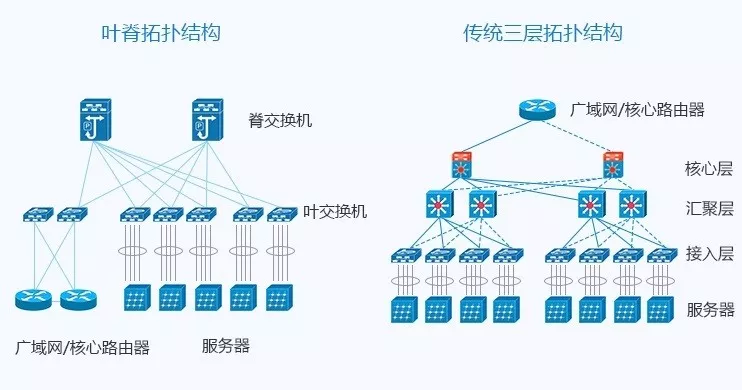 叶脊拓扑结构
传统三层拓扑结构
脊交换机
叶交换机
广域网/核心路由器
服务器
广域网/核心路由器
核心层
汇聚层
接入层
服务器